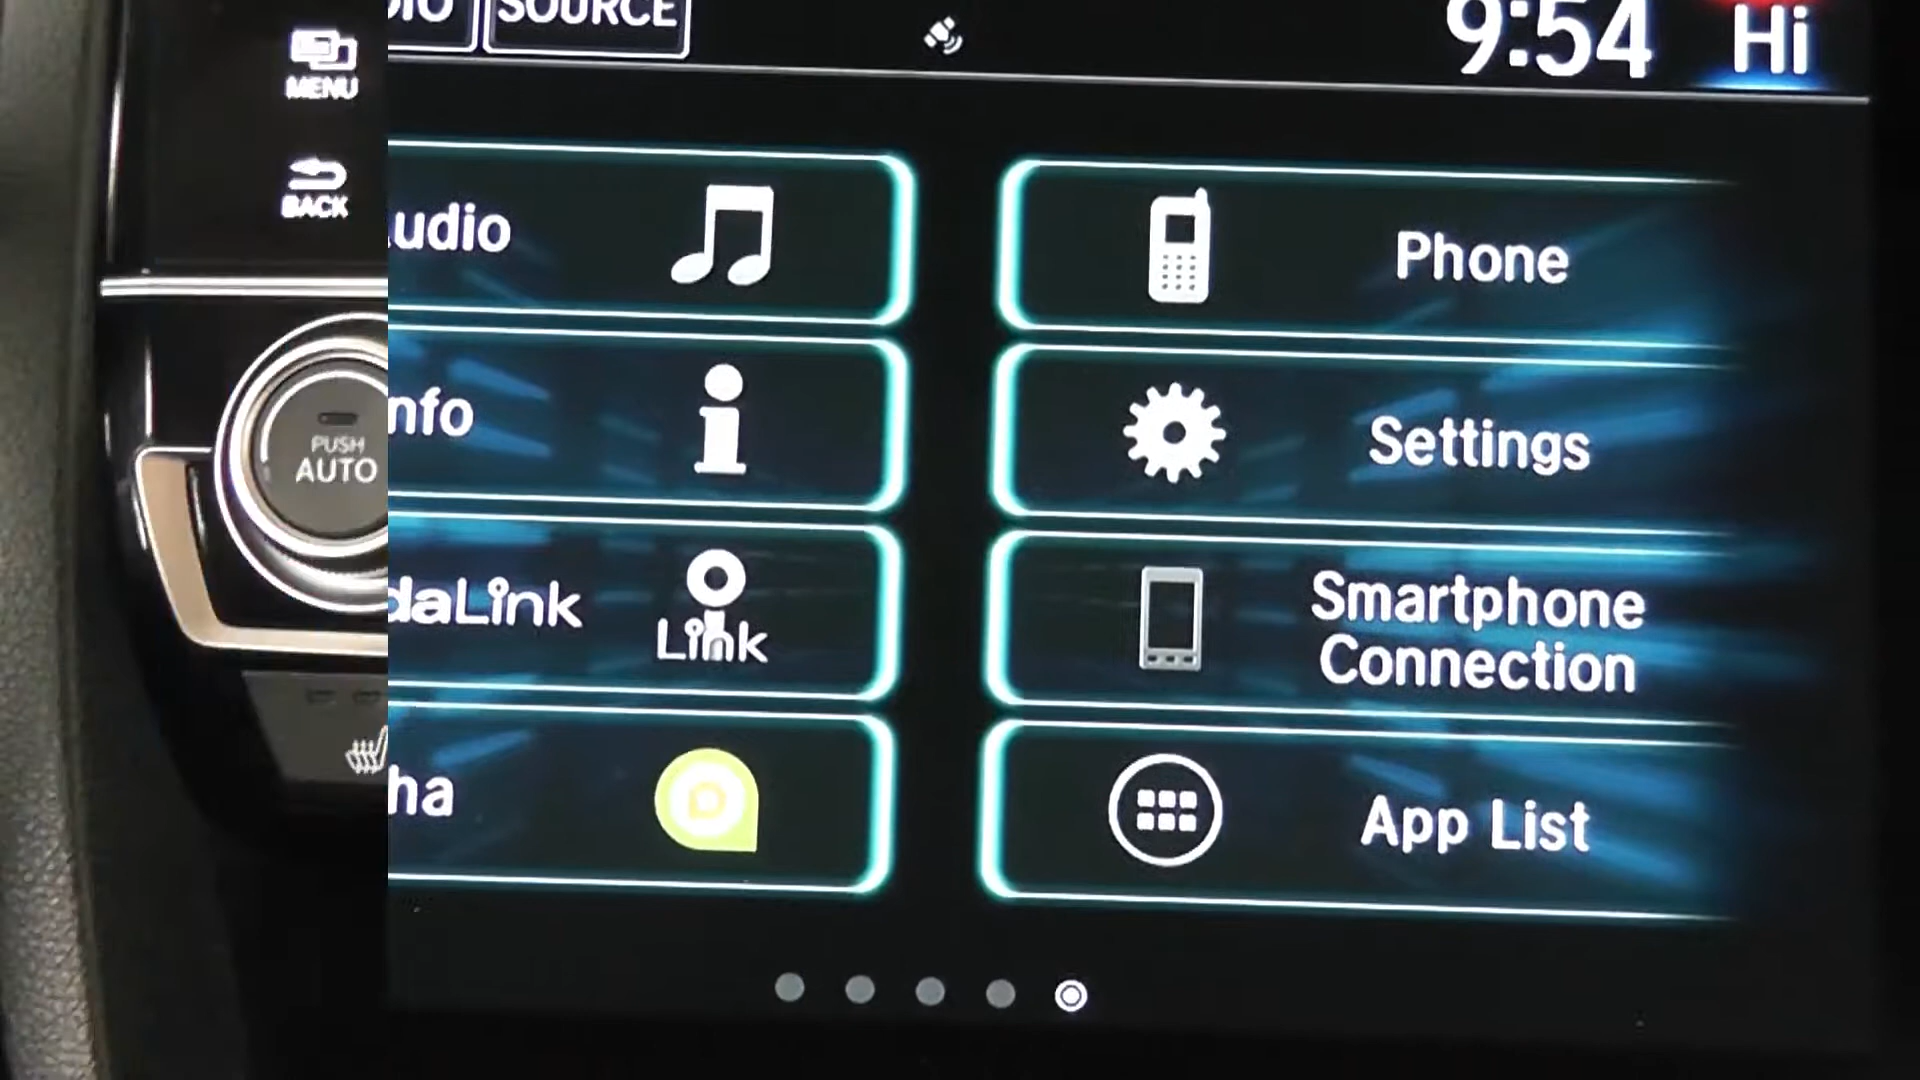 SOURCE
9:54
Hi
MENU
BACK
udio
Phone
PUSH
AUTO
nfo
Settings
daLink
Link
Smartphone
Connection
ha
App List